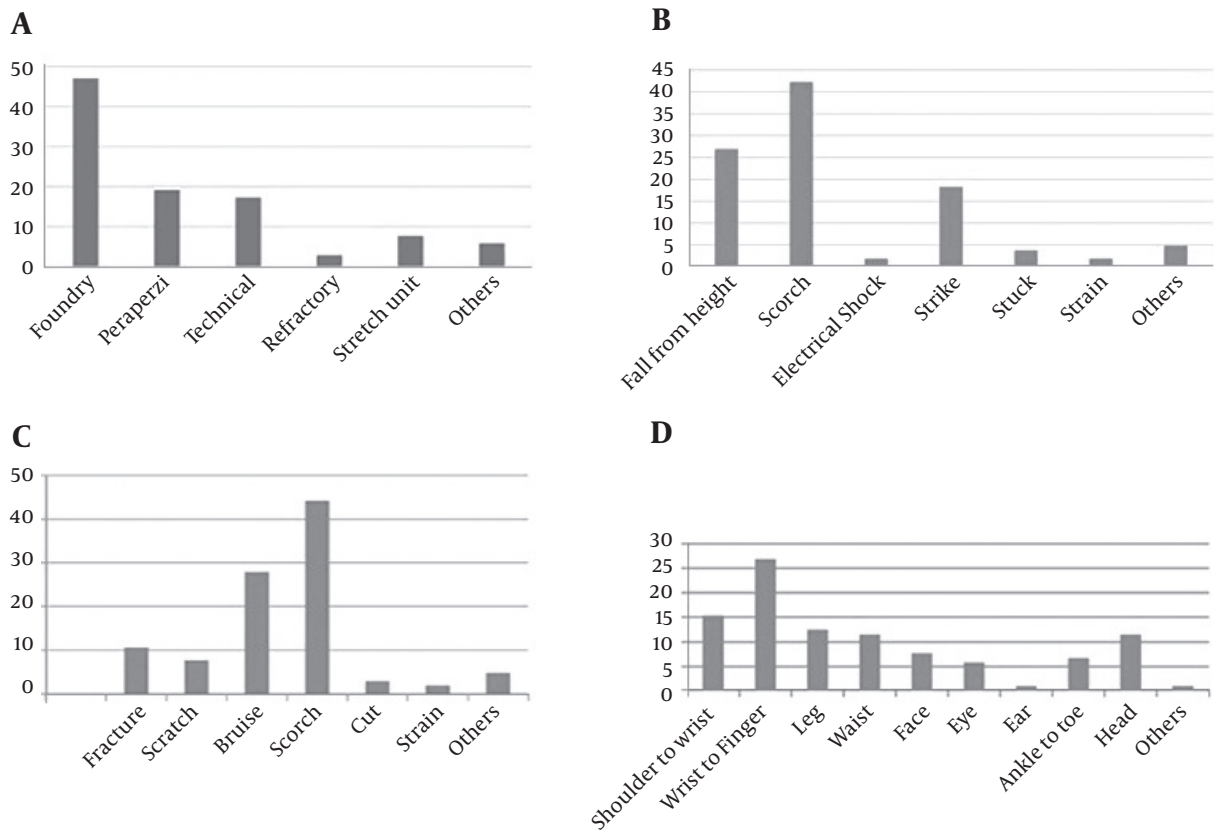 A
50
40
30
20
10
0
Foundry
Peraperzi
Technical
Refractory
Stretch unit
Others
B
45
40
35
30
25
20
15
10
5
0
Fall from height
Scorch
Electrical Shock
Strike
Stuck
Strain
Others
C
50
40
30
20
10
0
Fracture
Scratch
Bruise
Scorch
Cut
Strain
Others
D
30
25
20
15
10
5
0
Shoulder to wrist
Wrist to Finger
Leg
Waist
Face
Eye
Ear
Ankle to toe
Head
Others